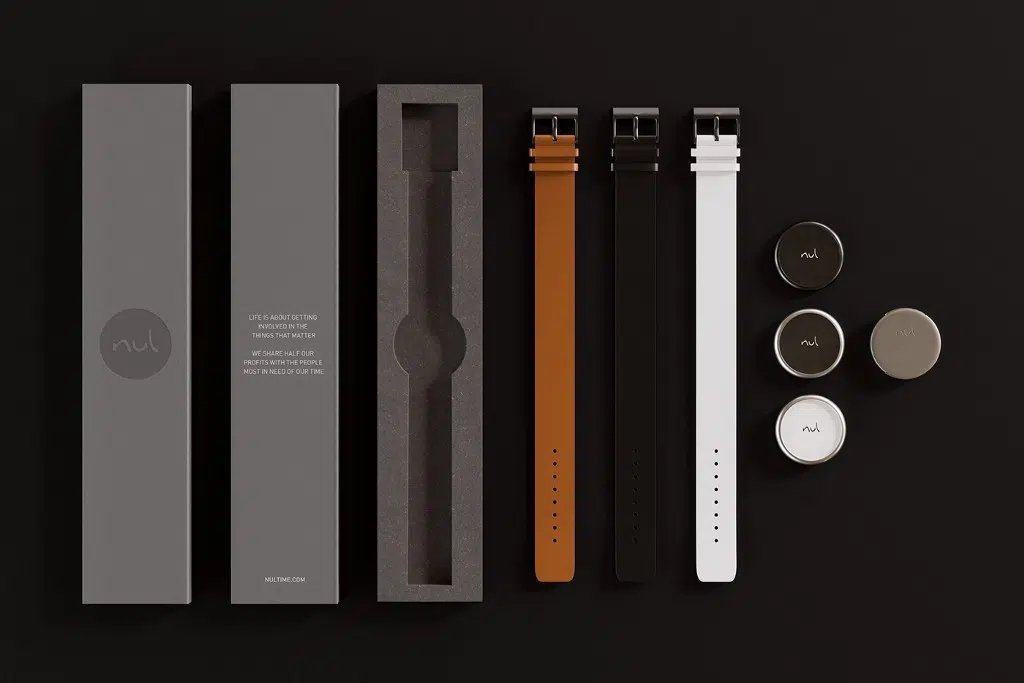 nul
LIFE IS ABOUT GETTING
INVOLVED IN THE
THINGS THAT MATTER
WE SHARE HALF OUR
PROFITS WITH THE PEOPLE
MOST IN NEED OF OUR TIME
NULTIME.COM
nul
nul
nul
nul